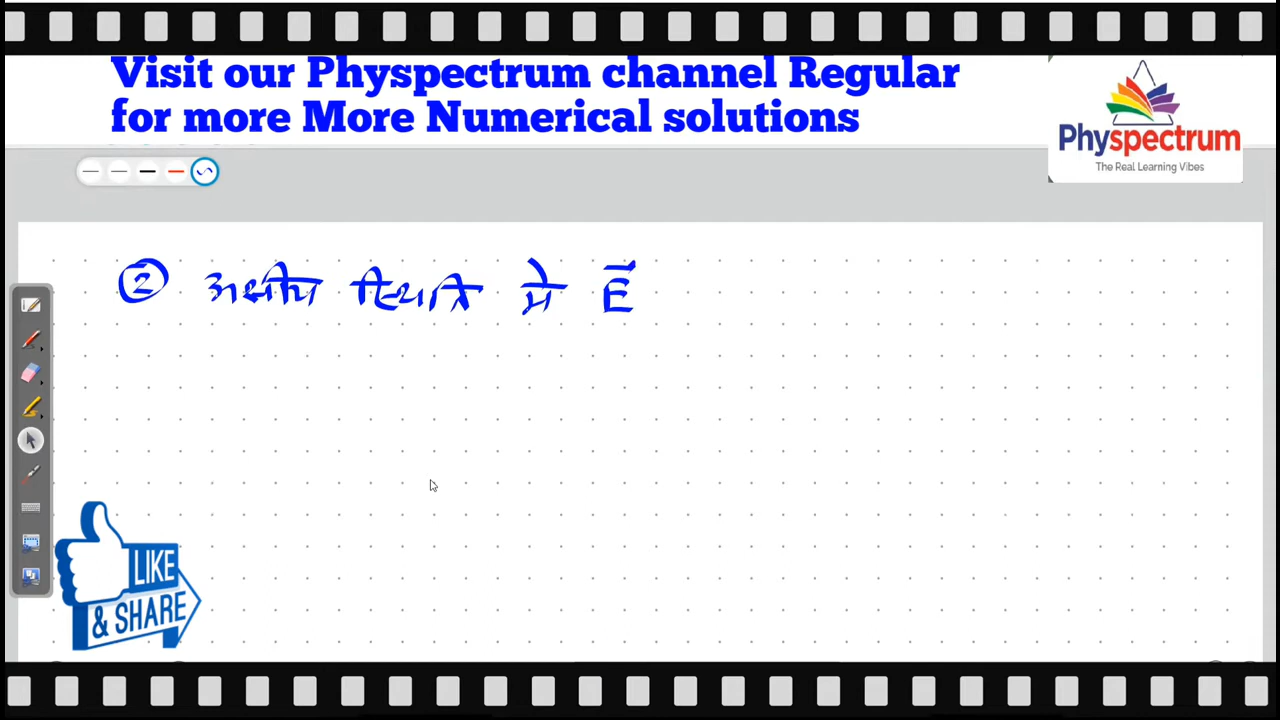 Visit our Physpectrum channel Regular
for more More Numerical solutions
Physpectrum
The Real Learning Vibes
② अक्षीय स्थिति मे E⃗
LIKE
& SHARE